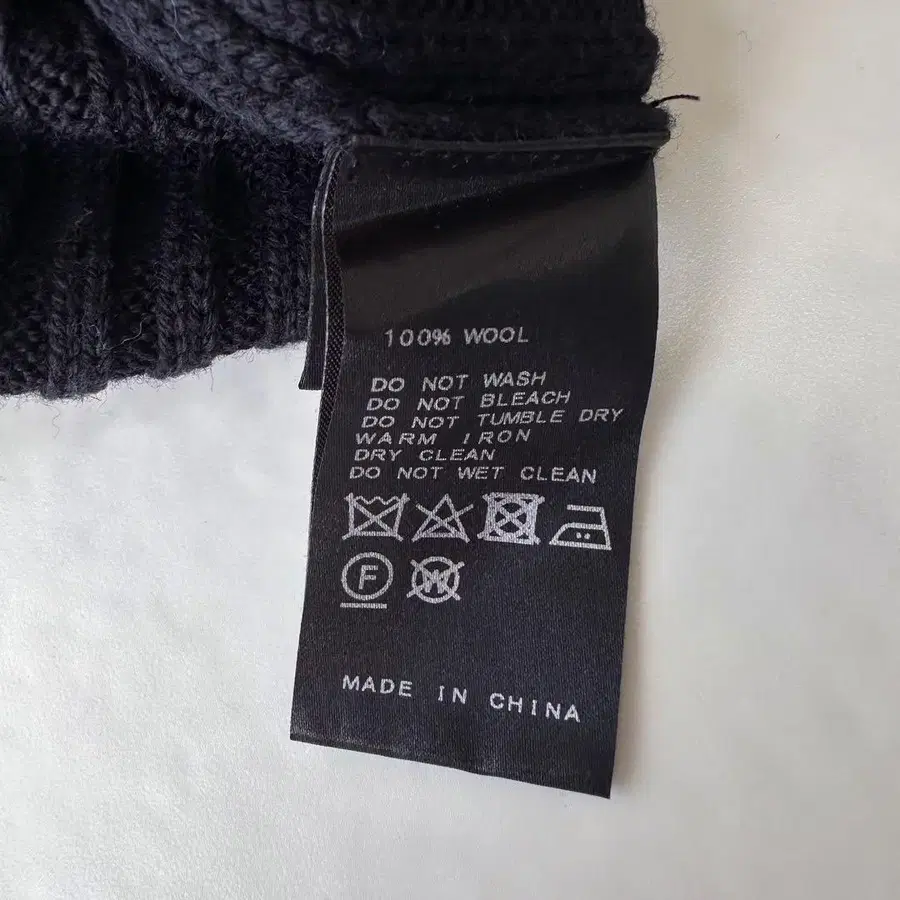 100% WOOL
DO NOT WASH
DO NOT BLEACH
DO NOT TUMBLE DRY
WARM IRON
DRY CLEAN
DO NOT WET CLEAN
F W
MADE IN CHINA